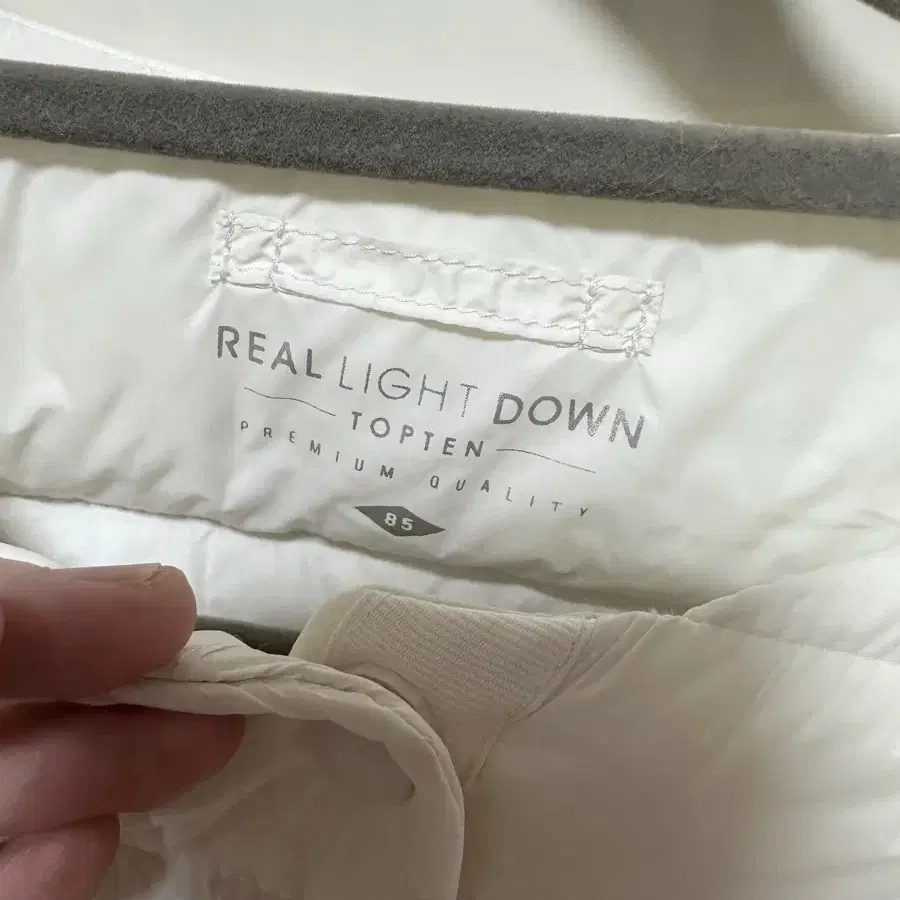 REAL LIGHT DOWN
TOPTEN
PREMIUM QUALITY
85